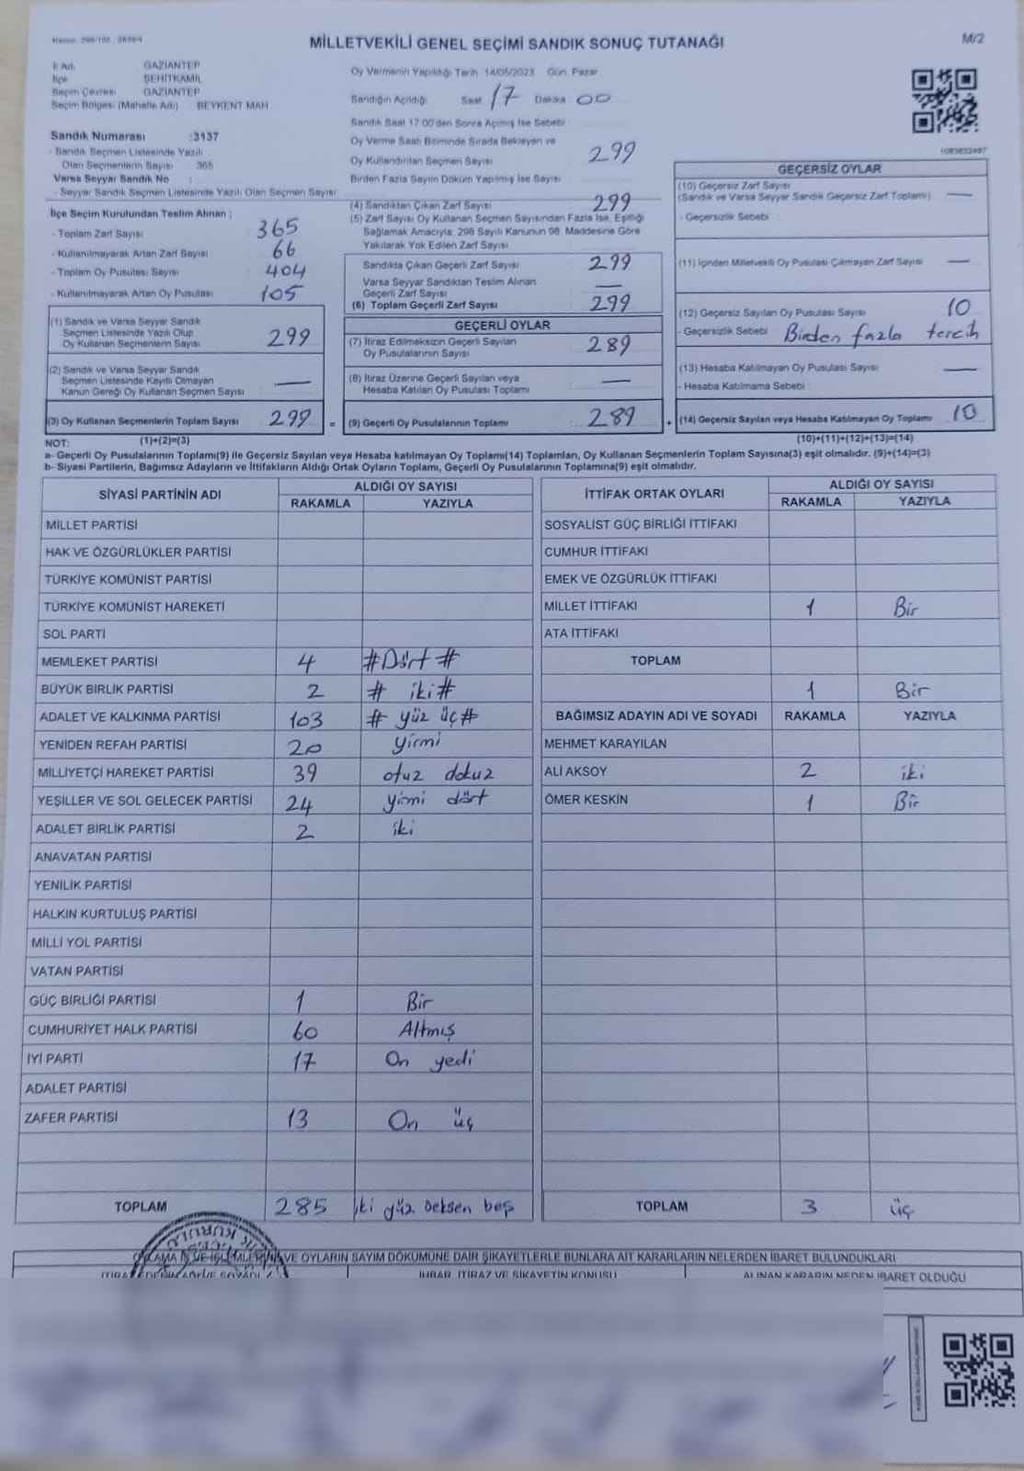 MİLLETVEKİLİ GENEL SEÇİMİ SANDIK SONUÇ TUTANAĞI
M/2
İl Adı GAZİANTEP
İlçe ŞEHİTKAMİL
Seçim Çevresi GAZİANTEP
Seçim Bölgesi (Mahalle Adı) BEYKENT MAH
Sandık Numarası :3137
- Sandık Seçmen Listesinde Yazılı
Olan Seçmenlerin Sayısı 365
Varsa Seyyar Sandık No :
- Seyyar Sandık Seçmen Listesinde Yazılı Olan Seçmen Sayısı
Oy Vermenin Yapıldığı Tarih 14/05/2023 Gün Pazar
Sandığın Açıldığı Saat 17 Dakika 00
Sandık Saat 17:00'den Sonra Açılmış İse Sebebi
Oy Verme Saati Bitiminde Sırada Bekleyen ve
Oy Kullandırılan Seçmen Sayısı 299
Birden Fazla Sayım Döküm Yapılmış İse Sayısı
İlçe Seçim Kurulundan Teslim Alınan ;
- Toplam Zarf Sayısı 365
- Kullanılmayarak Artan Zarf Sayısı 66
- Toplam Oy Pusulası Sayısı 404
- Kullanılmayarak Artan Oy Pusulası 105
(1) Sandık ve Varsa Seyyar Sandık
Seçmen Listesinde Yazılı Olup
Oy Kullanan Seçmenlerin Sayısı 299
(2) Sandık ve Varsa Seyyar Sandık
Seçmen Listesinde Kayıtlı Olmayan
Kanun Gereği Oy Kullanan Seçmen Sayısı —
(3) Oy Kullanan Seçmenlerin Toplam Sayısı 299 =
(4) Sandıktan Çıkan Zarf Sayısı 299
(5) Zarf Sayısı Oy Kullanan Seçmen Sayısından Fazla İse, Eşitliği
Sağlamak Amacıyla, 298 Sayılı Kanunun 98. Maddesine Göre
Yakılarak Yok Edilen Zarf Sayısı
Sandıkta Çıkan Geçerli Zarf Sayısı 299
Varsa Seyyar Sandıktan Teslim Alınan
Geçerli Zarf Sayısı —
(6) Toplam Geçerli Zarf Sayısı 299
GEÇERLİ OYLAR
(7) İtiraz Edilmeksizin Geçerli Sayılan
Oy Pusulalarının Sayısı 289
(8) İtiraz Üzerine Geçerli Sayılan veya
Hesaba Katılan Oy Pusulası Toplamı —
(9) Geçerli Oy Pusulalarının Toplamı 289 +
GEÇERSİZ OYLAR
(10) Geçersiz Zarf Sayısı
(Sandık ve Varsa Seyyar Sandık Geçersiz Zarf Toplamı) —
- Geçersizlik Sebebi
(11) İçinden Milletvekili Oy Pusulası Çıkmayan Zarf Sayısı —
(12) Geçersiz Sayılan Oy Pusulası Sayısı 10
- Geçersizlik Sebebi Birden fazla tercih
(13) Hesaba Katılmayan Oy Pusulası Sayısı —
- Hesaba Katılmama Sebebi
(14) Geçersiz Sayılan veya Hesaba Katılmayan Oy Toplamı 10
NOT: (1)+(2)=(3)
(10)+(11)+(12)+(13)=(14)
a- Geçerli Oy Pusulalarının Toplamı(9) ile Geçersiz Sayılan veya Hesaba katılmayan Oy Toplamı(14) Toplamları, Oy Kullanan Seçmenlerin Toplam Sayısına(3) eşit olmalıdır. (9)+(14)=(3)
b- Siyasi Partilerin, Bağımsız Adayların ve İttifakların Aldığı Ortak Oyların Toplamı, Geçerli Oy Pusulalarının Toplamına(9) eşit olmalıdır.
SİYASİ PARTİNİN ADI
ALDIĞI OY SAYISI
RAKAMLA YAZIYLA
MİLLET PARTİSİ
HAK VE ÖZGÜRLÜKLER PARTİSİ
TÜRKİYE KOMÜNİST PARTİSİ
TÜRKİYE KOMÜNİST HAREKETİ
SOL PARTİ
MEMLEKET PARTİSİ 4 #Dört#
BÜYÜK BİRLİK PARTİSİ 2 # iki#
ADALET VE KALKINMA PARTİSİ 103 # yüz üç#
YENİDEN REFAH PARTİSİ 20 yirmi
MİLLİYETÇİ HAREKET PARTİSİ 39 otuz dokuz
YEŞİLLER VE SOL GELECEK PARTİSİ 24 yirmi dört
ADALET BİRLİK PARTİSİ 2 iki
ANAVATAN PARTİSİ
YENİLİK PARTİSİ
HALKIN KURTULUŞ PARTİSİ
MİLLİ YOL PARTİSİ
VATAN PARTİSİ
GÜÇ BİRLİĞİ PARTİSİ 1 Bir
CUMHURİYET HALK PARTİSİ 60 Altmış
İYİ PARTİ 17 On yedi
ADALET PARTİSİ
ZAFER PARTİSİ 13 On üç
TOPLAM 285 iki yüz seksen beş
İTTİFAK ORTAK OYLARI
ALDIĞI OY SAYISI
RAKAMLA YAZIYLA
SOSYALİST GÜÇ BİRLİĞİ İTTİFAKI
CUMHUR İTTİFAKI
EMEK VE ÖZGÜRLÜK İTTİFAKI
MİLLET İTTİFAKI 1 Bir
ATA İTTİFAKI
TOPLAM
1 Bir
BAĞIMSIZ ADAYIN ADI VE SOYADI RAKAMLA YAZIYLA
MEHMET KARAYILAN
ALİ AKSOY 2 iki
ÖMER KESKİN 1 Bir
TOPLAM 3 üç
VE OYLARIN SAYIM DÖKÜMÜNE DAİR ŞİKAYETLERLE BUNLARA AİT KARARLARIN NELERDEN İBARET BULUNDUKLARI
İHBAR, İTİRAZ VE ŞİKAYETİN KONUSU
ALINAN KARARIN NEDEN İBARET OLDUĞU